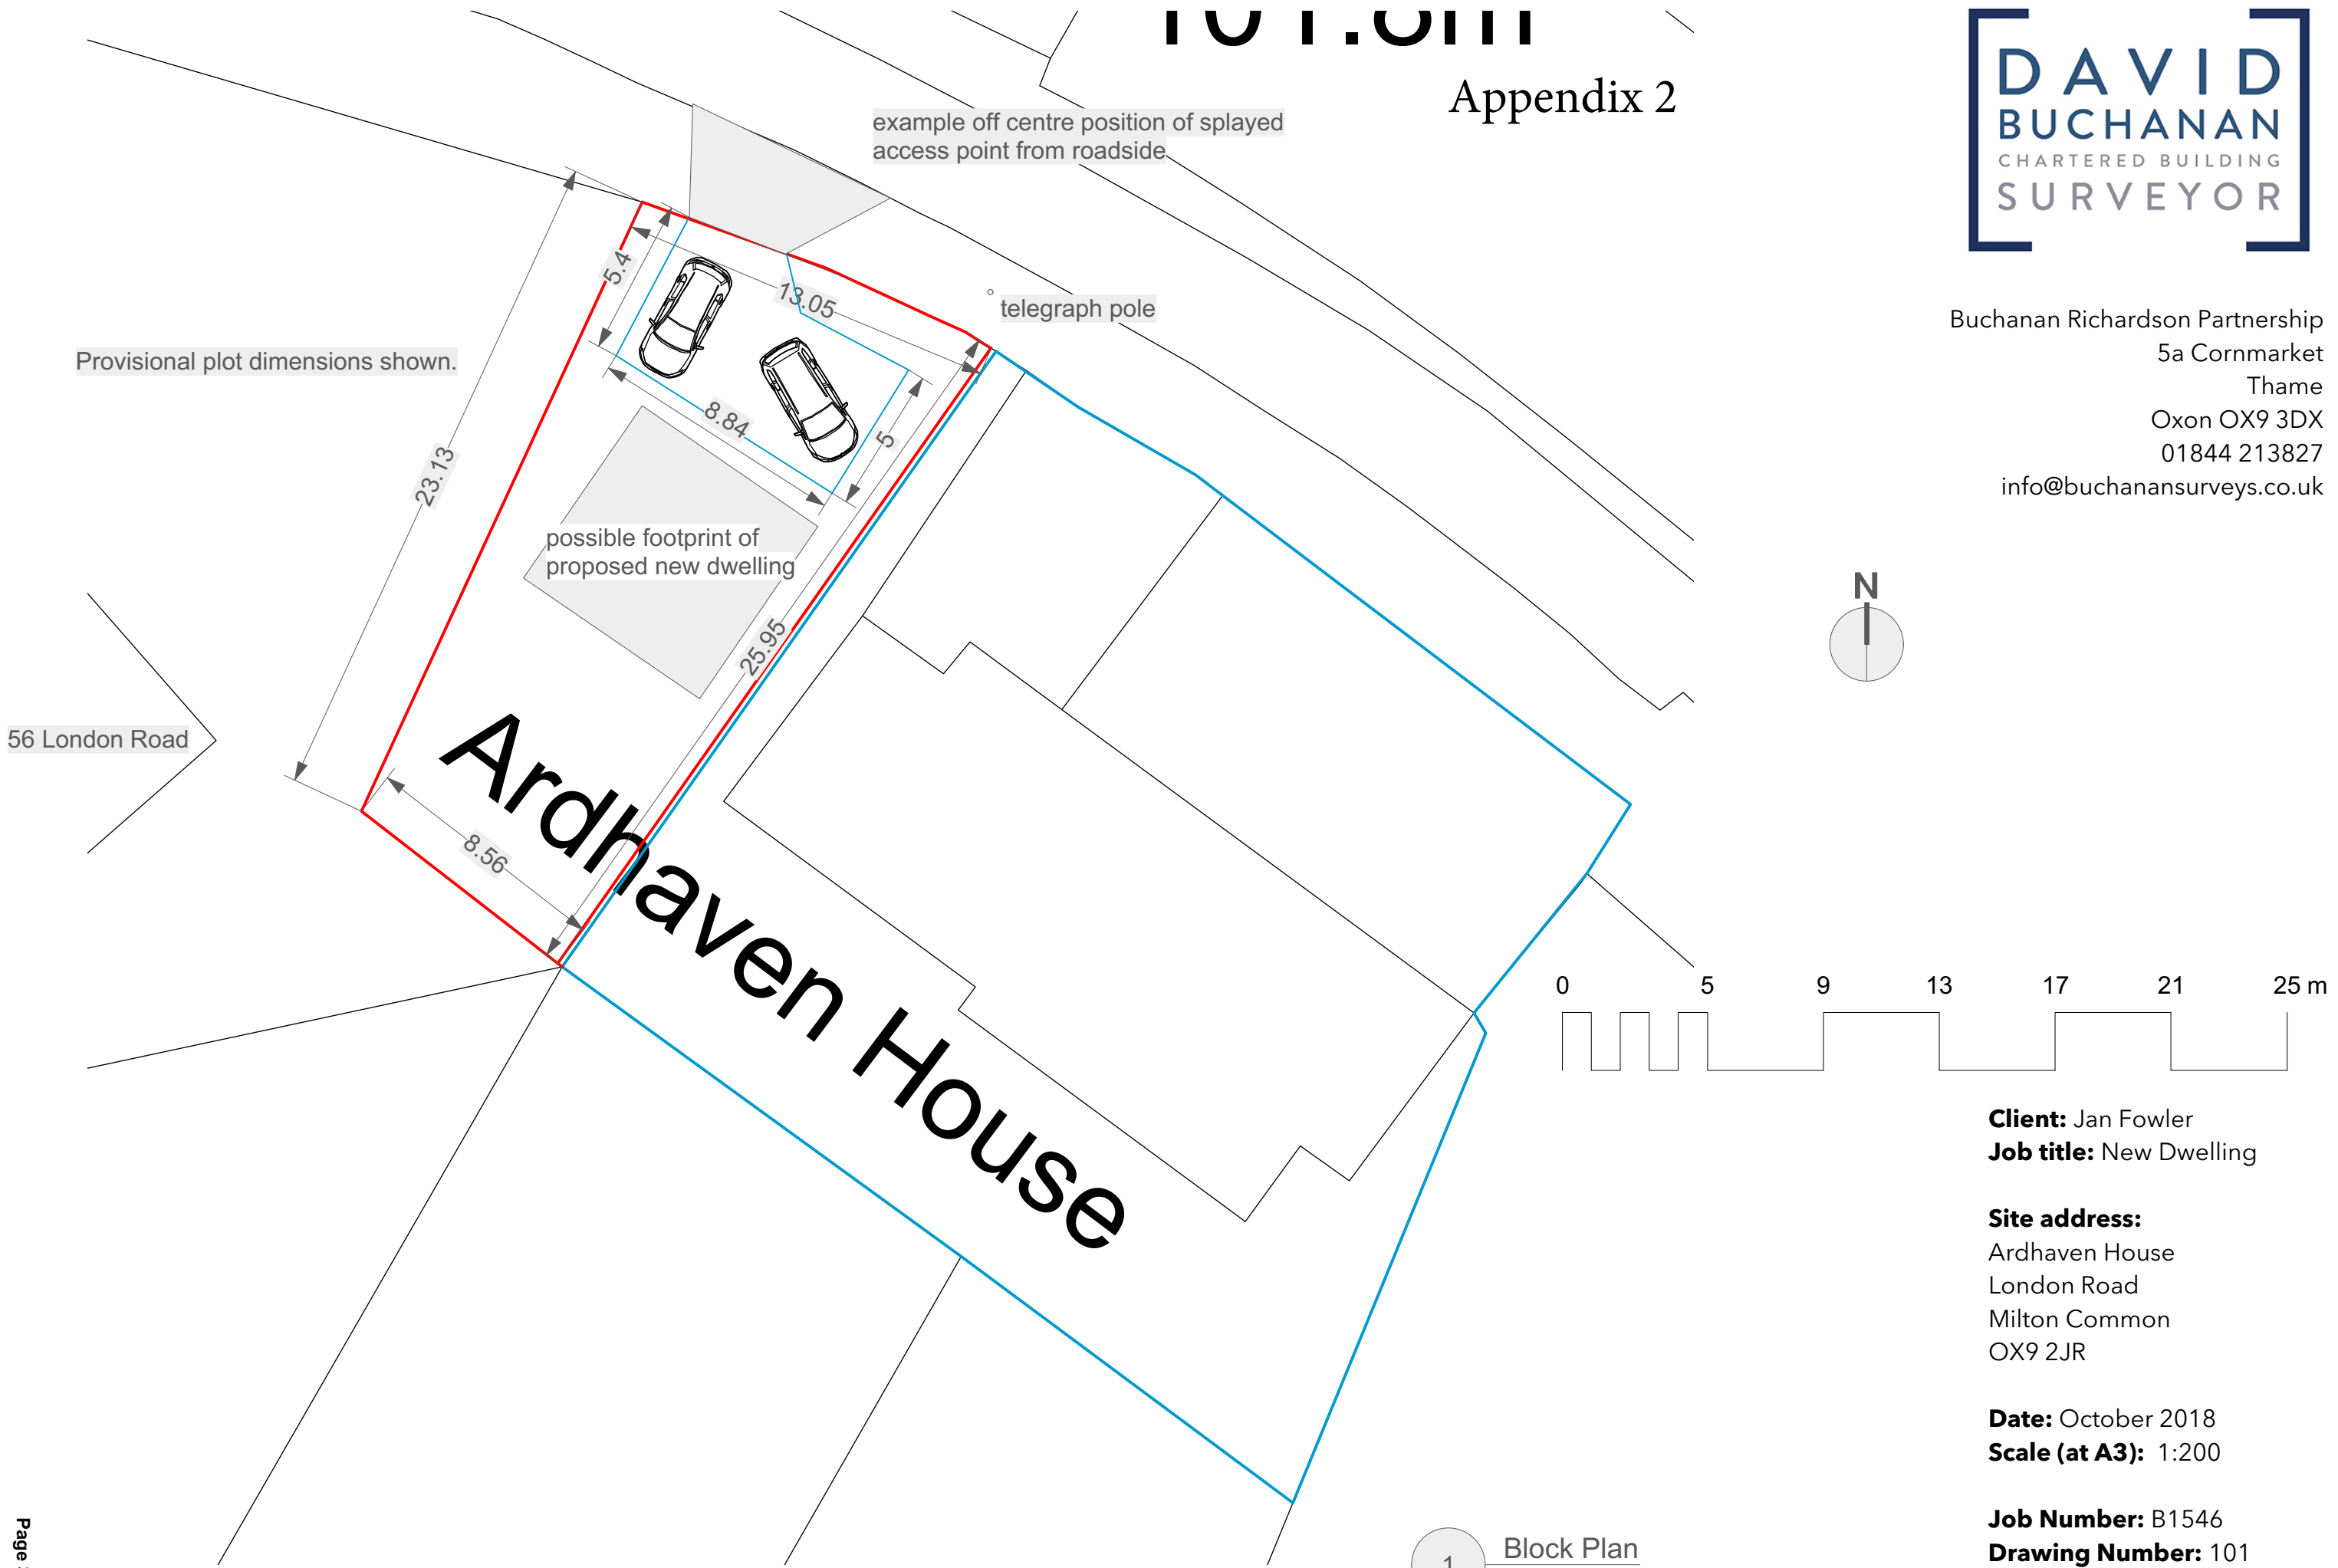 Appendix 2
DAVID
BUCHANAN
CHARTERED BUILDING
SURVEYOR
example off centre position of splayed
access point from roadside
telegraph pole
Buchanan Richardson Partnership
5a Cornmarket
Thame
Oxon OX9 3DX
01844 213827
info@buchanansurveys.co.uk
Provisional plot dimensions shown.
5.4
13.05
8.84
5
23.13
possible footprint of
proposed new dwelling
25.95
N
56 London Road
8.56
Ardhaven House
0 5 9 13 17 21 25 m
Client: Jan Fowler
Job title: New Dwelling
Site address:
Ardhaven House
London Road
Milton Common
OX9 2JR
Date: October 2018
Scale (at A3): 1:200
Job Number: B1546
Drawing Number: 101
1
Block Plan
Page